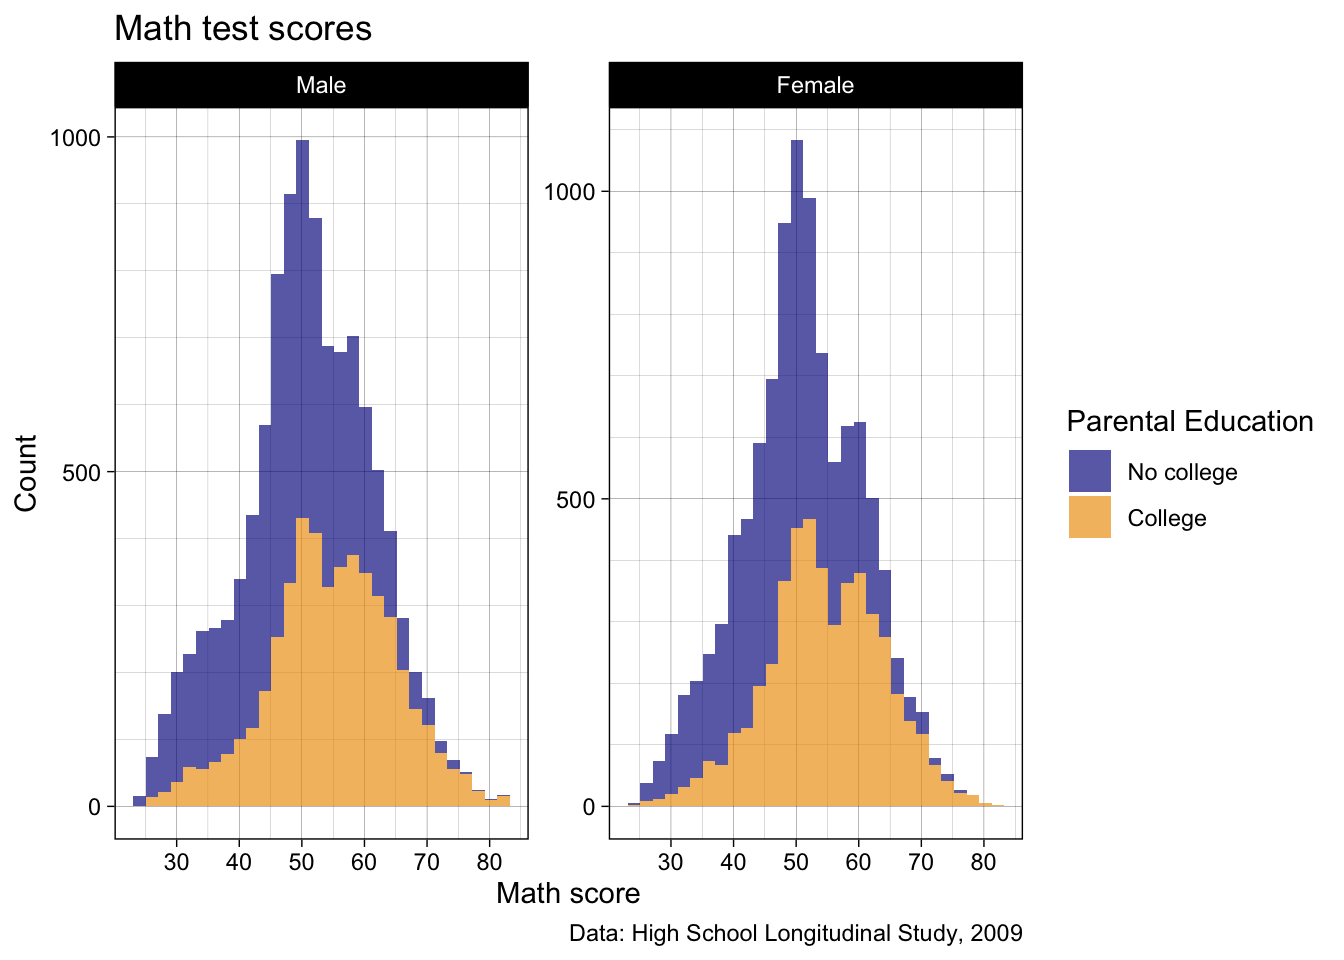 Math test scores
Male
Female
1000
500
0
1000
500
0
Count
30 40 50 60 70 80
30 40 50 60 70 80
Math score
Parental Education
No college
College
Data: High School Longitudinal Study, 2009